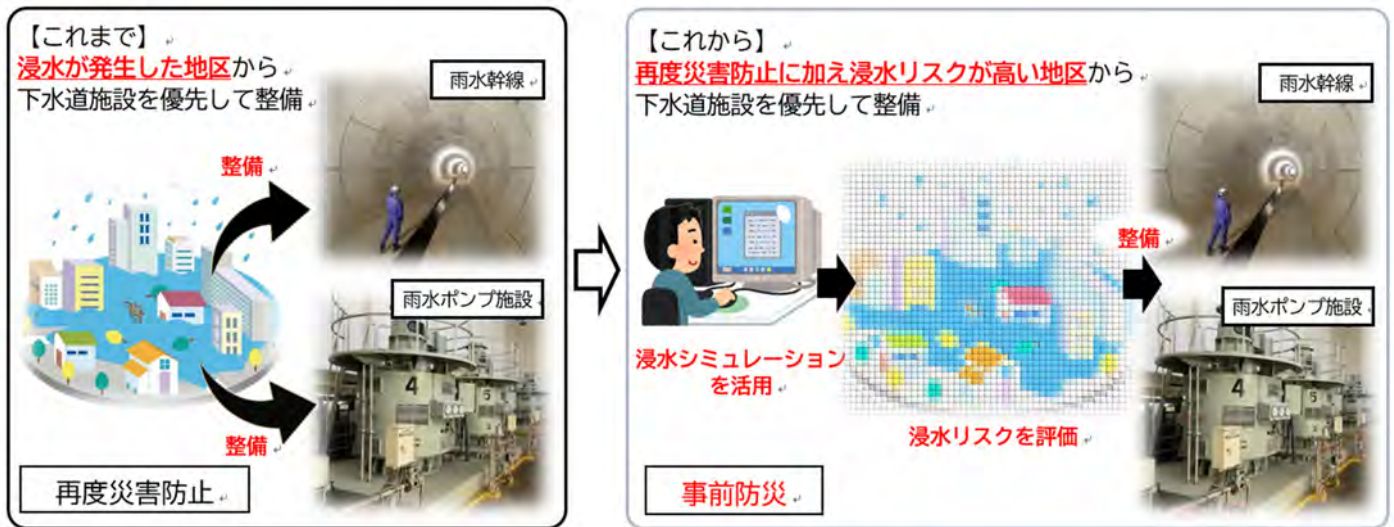 【これまで】
浸水が発生した地区から
下水道施設を優先して整備
雨水幹線
整備
雨水ポンプ施設
4
5
整備
再度災害防止
【これから】
再度災害防止に加え浸水リスクが高い地区から
下水道施設を優先して整備
雨水幹線
整備
雨水ポンプ施設
浸水シミュレーション
を活用
浸水リスクを評価
4
5
事前防災